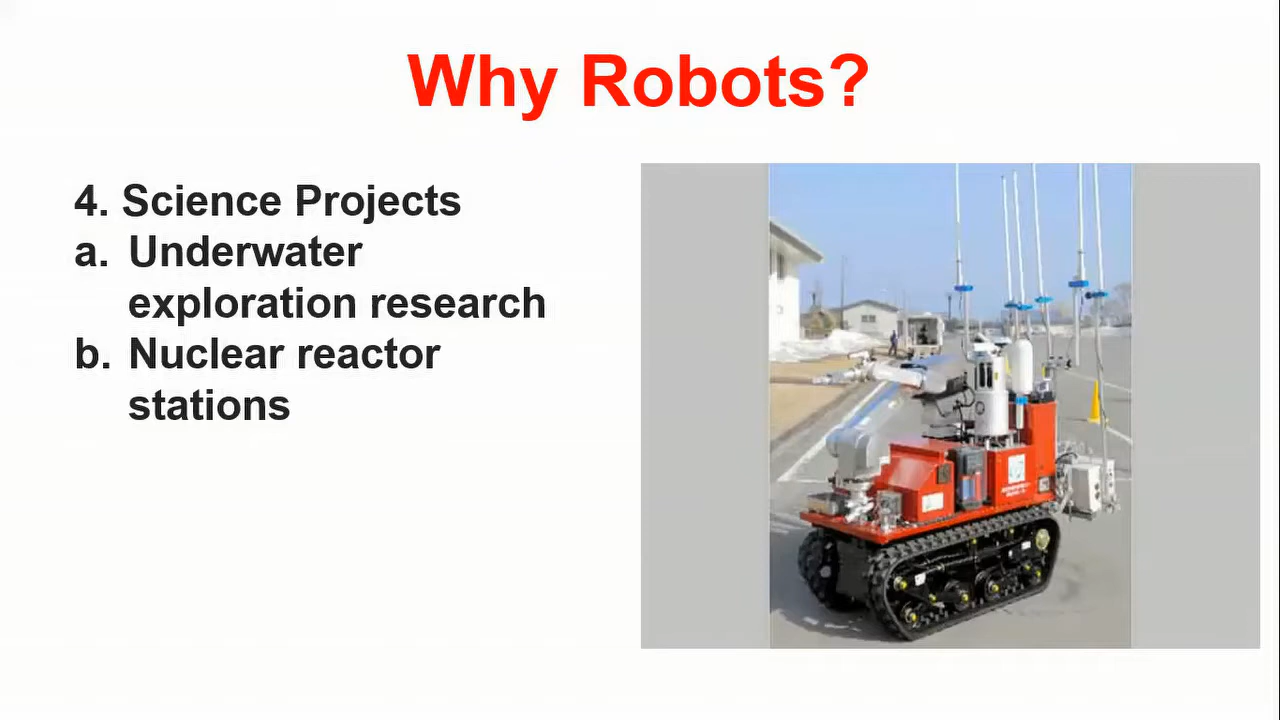 Why Robots?
4. Science Projects
a. Underwater
exploration research
b. Nuclear reactor
stations